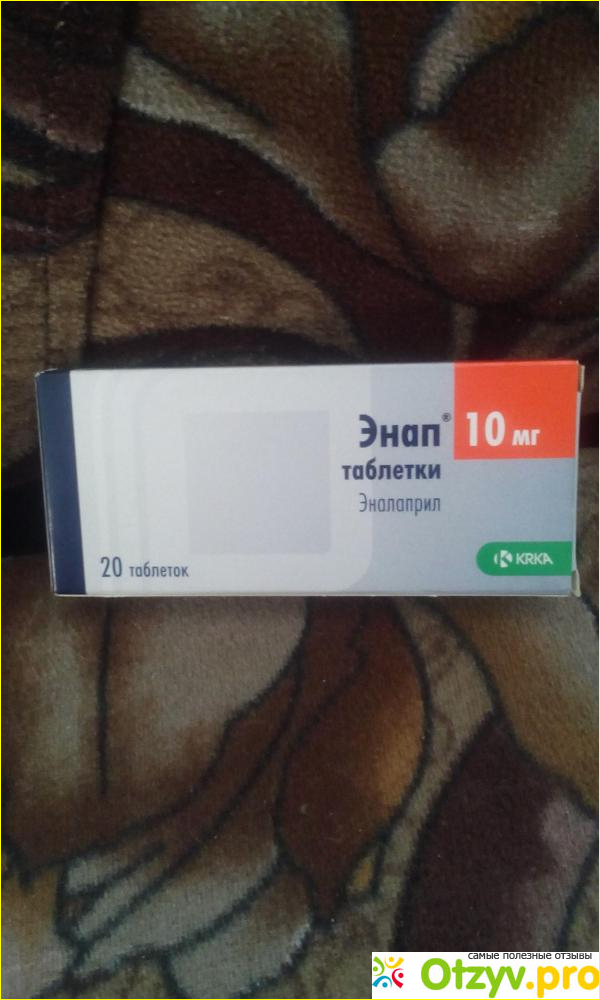 Энап® 10 мг
таблетки
Эналаприл
KRKA
20 таблеток
самые полезные отзывы
Otzyv.pro